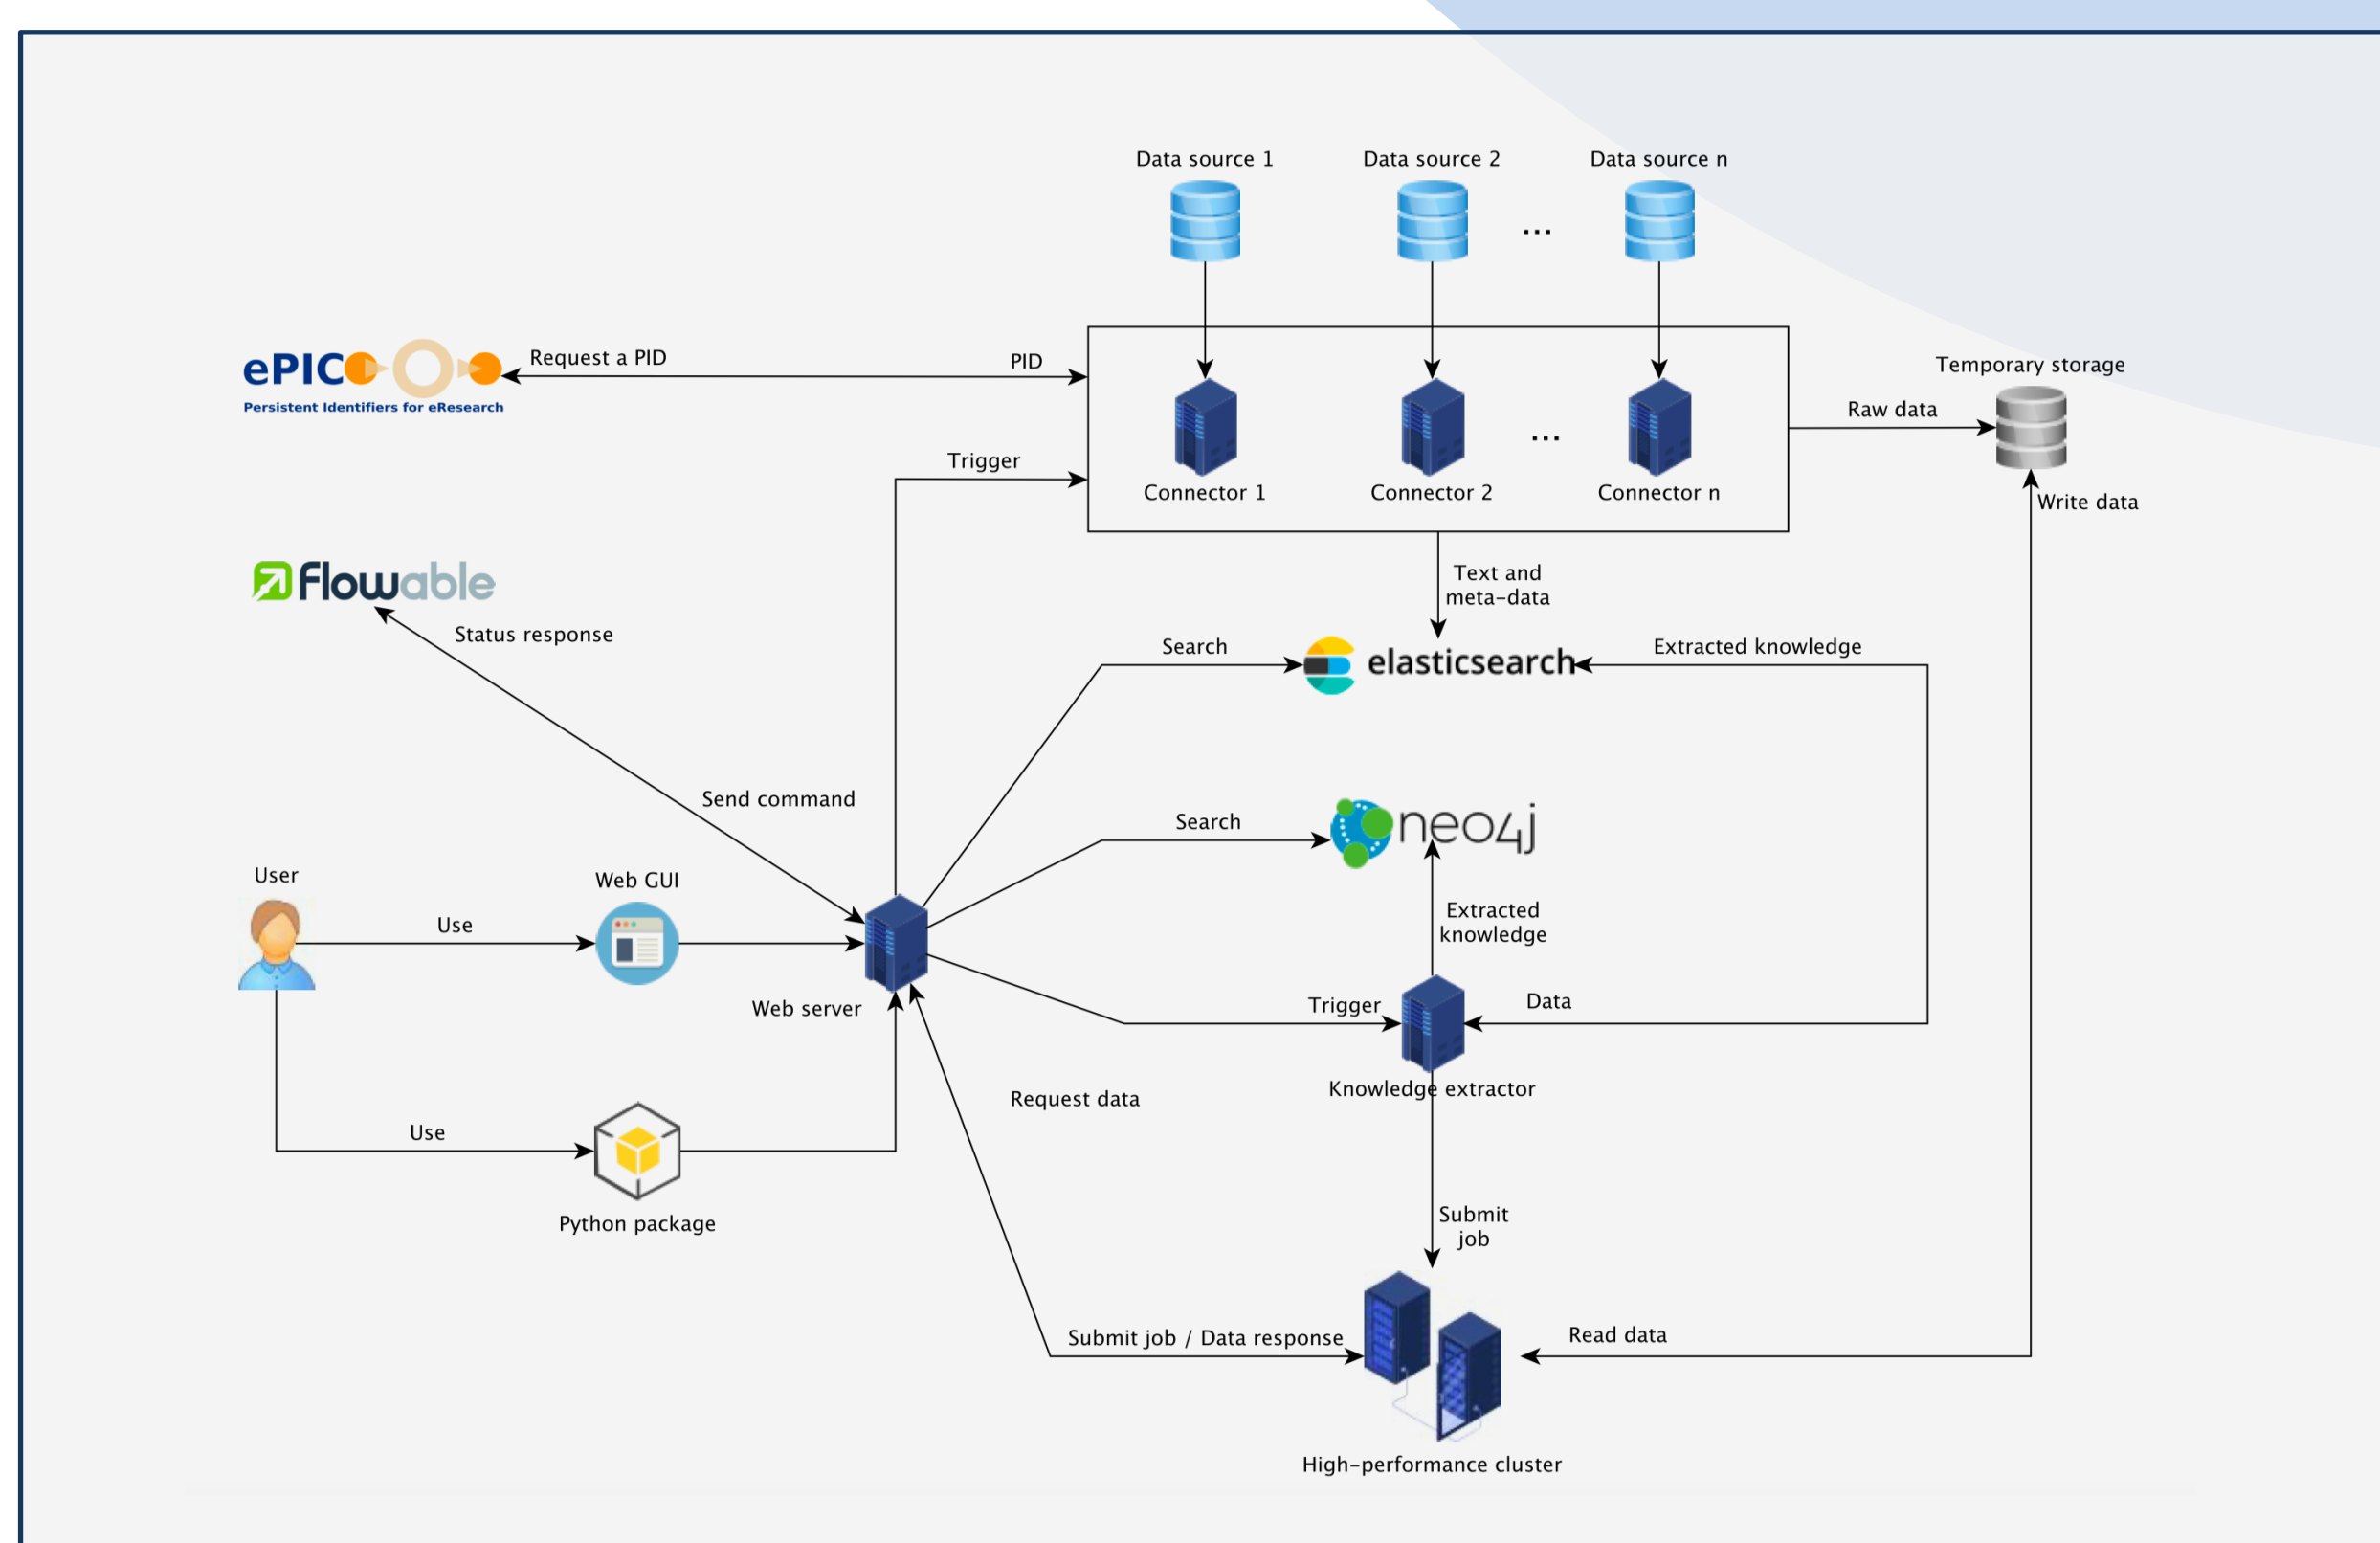 Data source 1
Data source 2
Data source n
...
ePIC
Persistent Identifiers for eResearch
Request a PID
PID
Temporary storage
Raw data
Trigger
...
Connector 1
Connector 2
Connector n
Write data
flowable
Status response
Text and
meta-data
Search
elasticsearch
Extracted knowledge
Send command
Search
neo4j
User
Use
Web GUI
Extracted
knowledge
Web server
Trigger
Data
Knowledge extractor
Request data
Use
Python package
Submit
job
Submit job / Data response
Read data
High-performance cluster